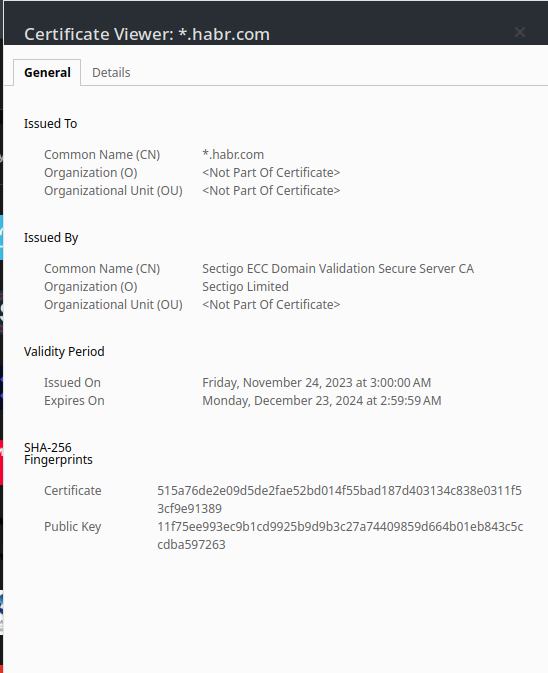 Certificate Viewer: *.habr.com
General Details
Issued To
Common Name (CN) *.habr.com
Organization (O) <Not Part Of Certificate>
Organizational Unit (OU) <Not Part Of Certificate>
Issued By
Common Name (CN) Sectigo ECC Domain Validation Secure Server CA
Organization (O) Sectigo Limited
Organizational Unit (OU) <Not Part Of Certificate>
Validity Period
Issued On Friday, November 24, 2023 at 3:00:00 AM
Expires On Monday, December 23, 2024 at 2:59:59 AM
SHA-256
Fingerprints
Certificate 515a76de2e09d5de2fae52bd014f55bad187d403134c838e0311f5
3cf9e91389
Public Key 11f75ee993ec9b1cd9925b9d9b3c27a74409859d664b01eb843c5c
cdba597263